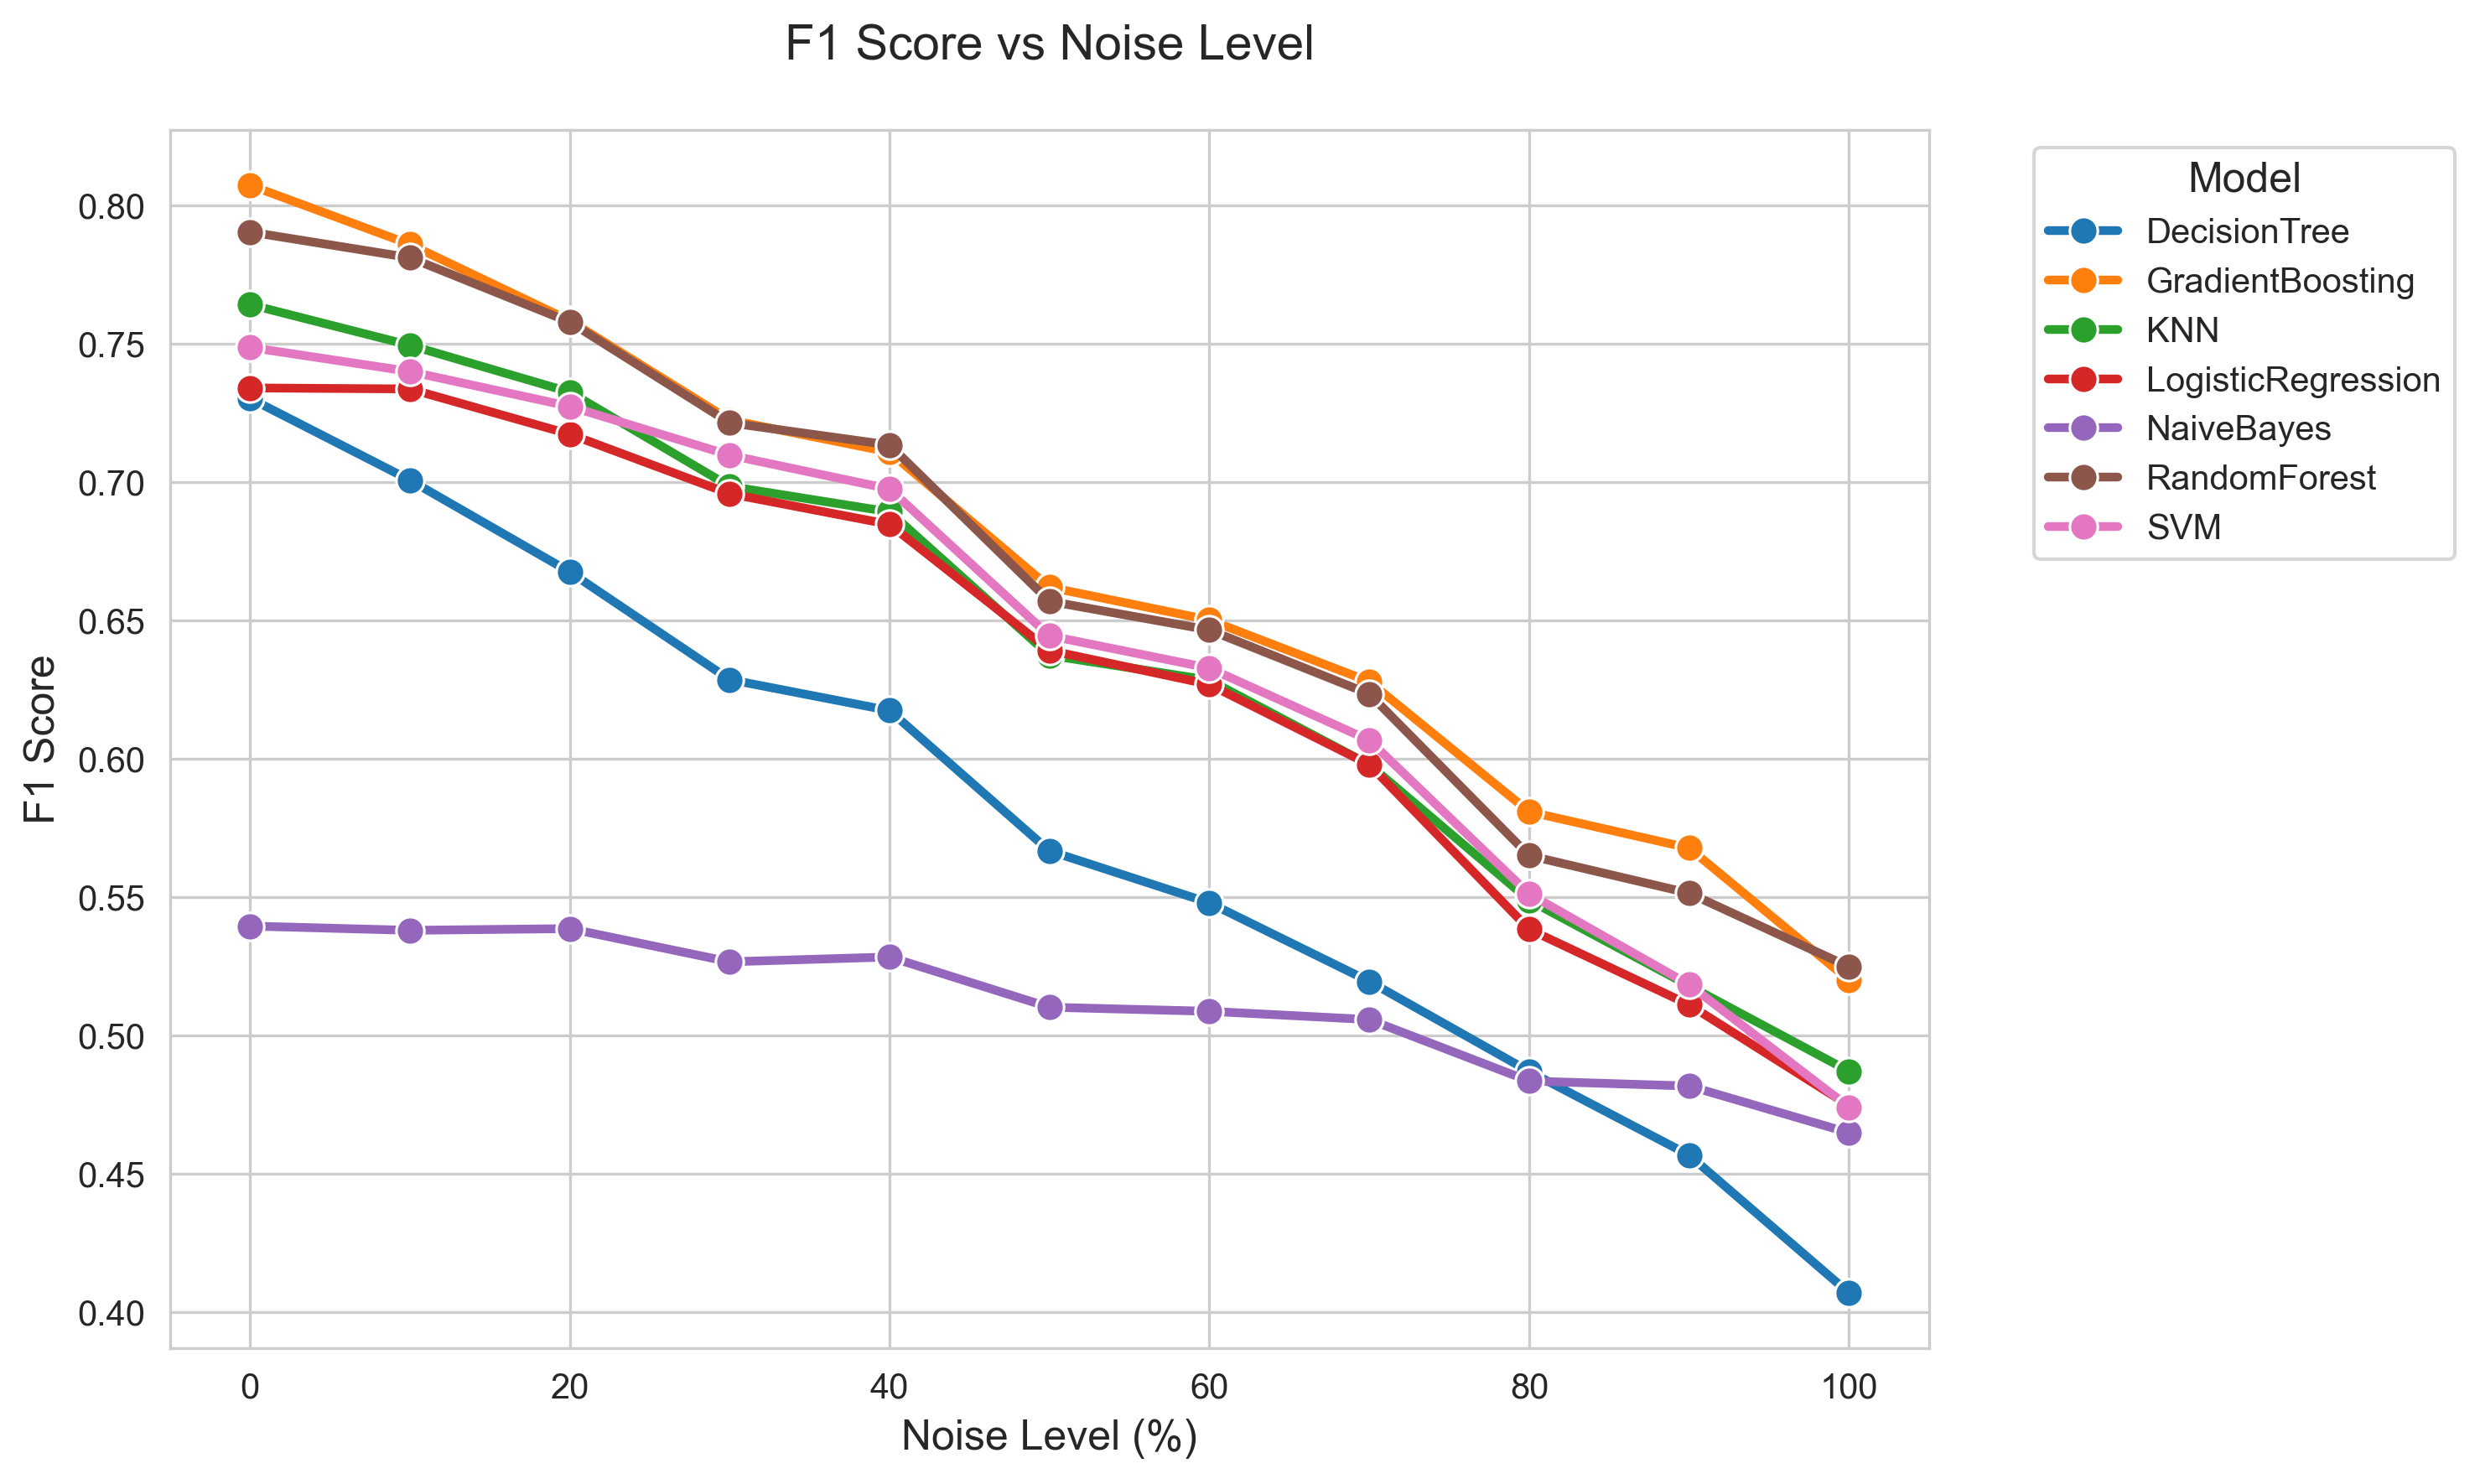 F1 Score vs Noise Level
Model
DecisionTree
GradientBoosting
KNN
LogisticRegression
NaiveBayes
RandomForest
SVM
F1 Score
0.80
0.75
0.70
0.65
0.60
0.55
0.50
0.45
0.40
0 20 40 60 80 100
Noise Level (%)